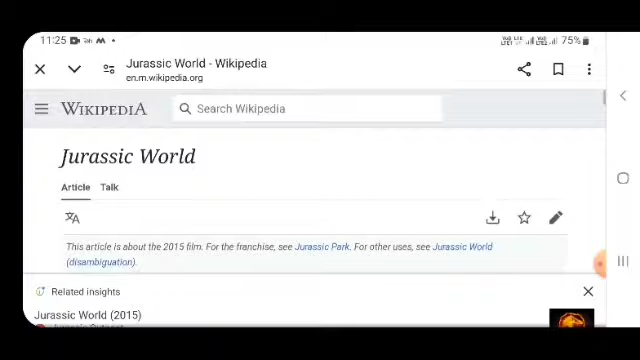 11:25
75%
Jurassic World - Wikipedia
en.m.wikipedia.org
WIKIPEDIA
Search Wikipedia
Jurassic World
Article Talk
This article is about the 2015 film. For the franchise, see Jurassic Park. For other uses, see Jurassic World
(disambiguation).
Related insights
Jurassic World (2015)